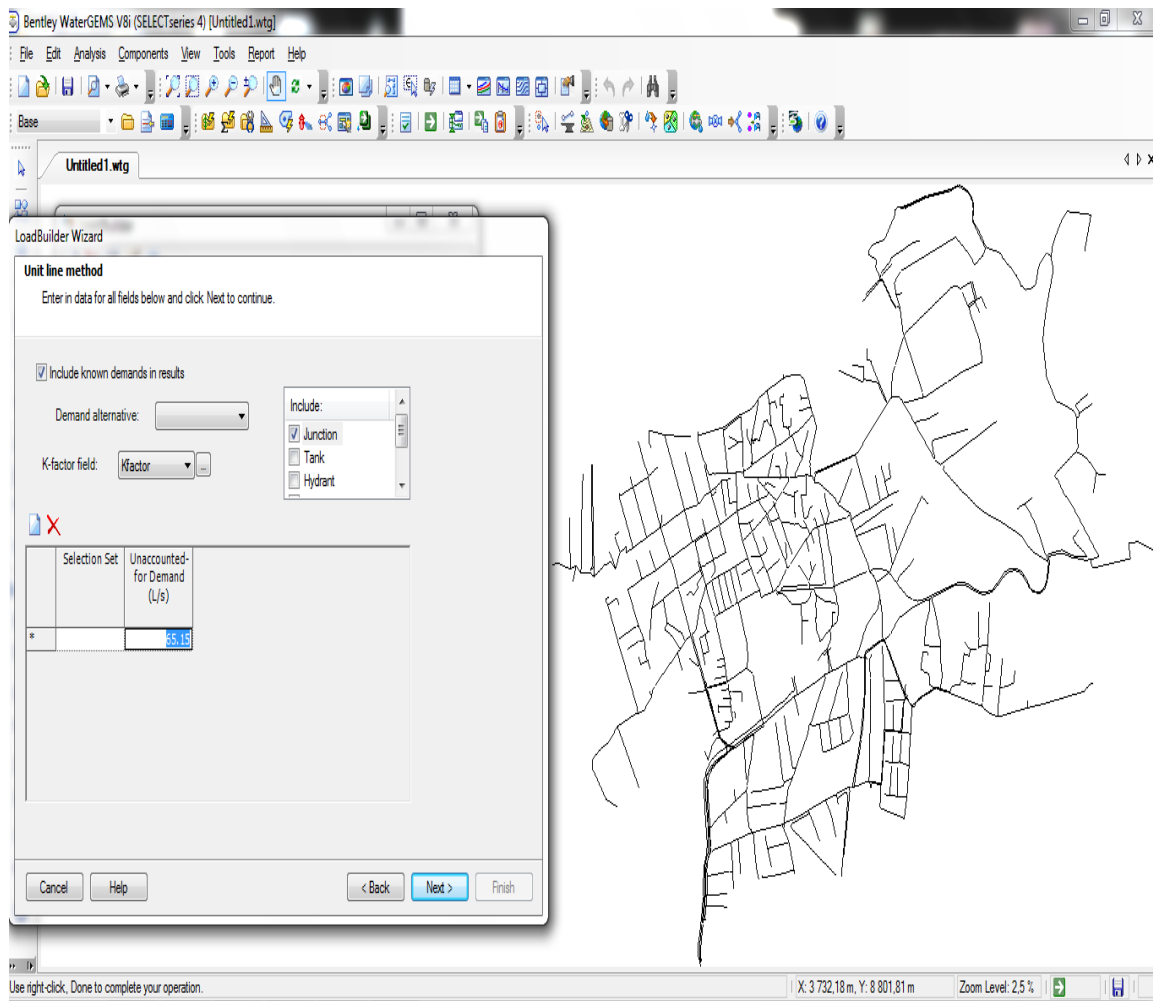 Bentley WaterGEMS V8i (SELECTseries 4) [Untitled1.wtg]
File Edit Analysis Components View Tools Report Help
Base
Untitled1.wtg
LoadBuilder Wizard
Unit line method
Enter in data for all fields below and click Next to continue.
Include known demands in results
Demand alternative:
Include:
Junction
K-factor field: Kfactor ...
Tank
Hydrant
Selection Set
Unaccounted-
for Demand
(L/s)
* 65.15
Cancel Help < Back Next > Finish
Use right-click, Done to complete your operation. X: 3 732,18 m, Y: 8 801,81 m Zoom Level: 2,5 %